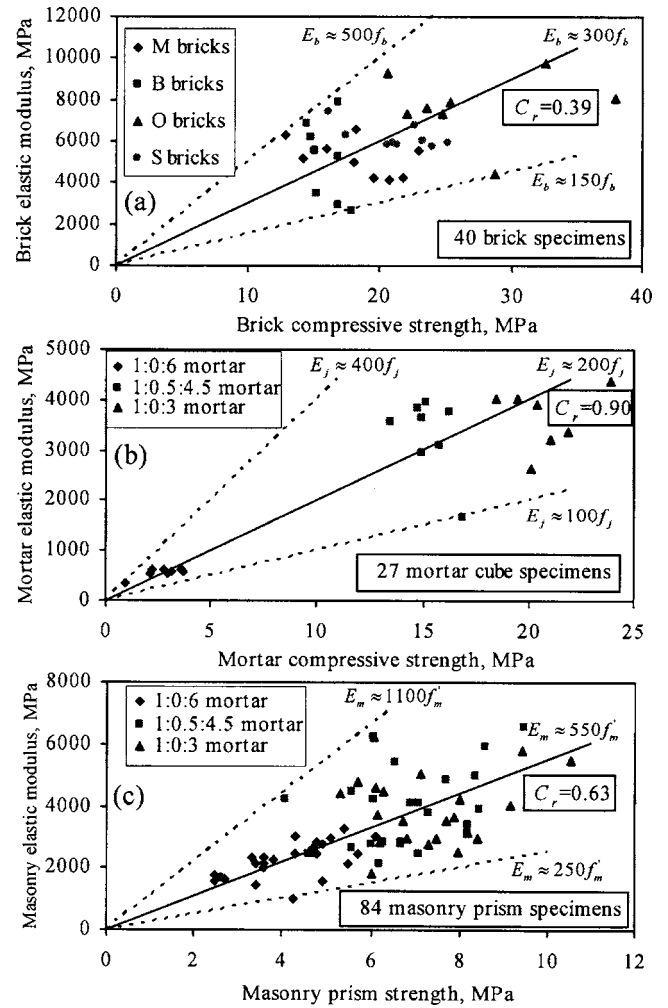 (a)
Brick elastic modulus, MPa
12000
10000
8000
6000
4000
2000
0
M bricks
B bricks
O bricks
S bricks
E_b≈500f_b
E_b≈300f_b
C_r=0.39
E_b≈150f_b
40 brick specimens
0 10 20 30 40
Brick compressive strength, MPa
(b)
Mortar elastic modulus, MPa
5000
4000
3000
2000
1000
0
1:0:6 mortar
1:0.5:4.5 mortar
1:0:3 mortar
E_j≈400f_j
E_j≈200f_j
C_r=0.90
E_j≈100f_j
27 mortar cube specimens
0 5 10 15 20 25
Mortar compressive strength, MPa
(c)
Masonry elastic modulus, MPa
8000
6000
4000
2000
0
1:0:6 mortar
1:0.5:4.5 mortar
1:0:3 mortar
E_m≈1100f'_m
E_m≈550f'_m
C_r=0.63
E_m≈250f'_m
84 masonry prism specimens
0 2 4 6 8 10 12
Masonry prism strength, MPa